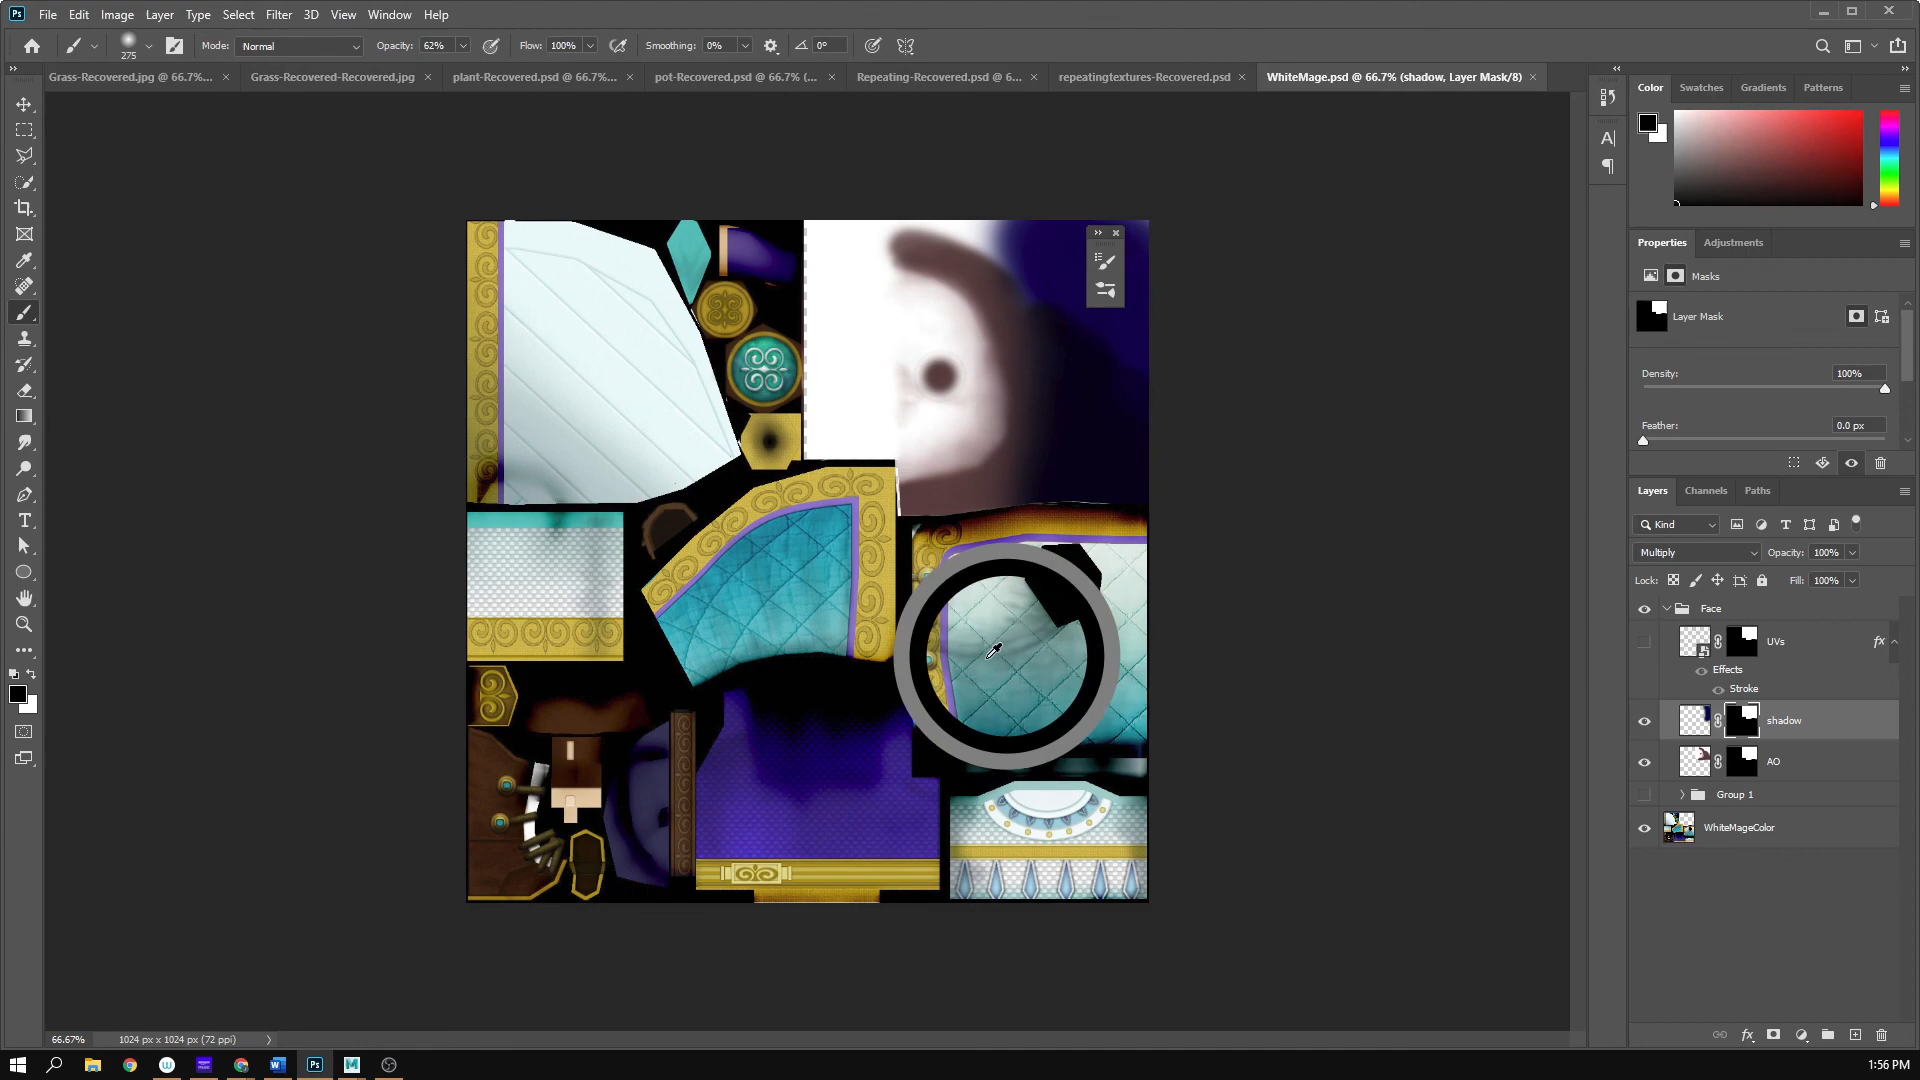 Ps File Edit Image Layer Type Select Filter 3D View Window Help
275 Mode: Normal Opacity: 62% Flow: 100% Smoothing: 0% 0°
Grass-Recovered.jpg @ 66.7%... × Grass-Recovered-Recovered.jpg × plant-Recovered.psd @ 66.7%... × pot-Recovered.psd @ 66.7% (... × Repeating-Recovered.psd @ 6... × repeatingtextures-Recovered.psd × WhiteMage.psd @ 66.7% (shadow, Layer Mask/8) ×
Color Swatches Gradients Patterns
Properties Adjustments
Masks
Layer Mask
Density: 100%
Feather: 0.0 px
Layers Channels Paths
Kind
Multiply Opacity: 100%
Lock: Fill: 100%
Face
UVs fx
Effects
Stroke
shadow
AO
Group 1
WhiteMageColor
66.67% 1024 px x 1024 px (72 ppi)
fx
1:56 PM